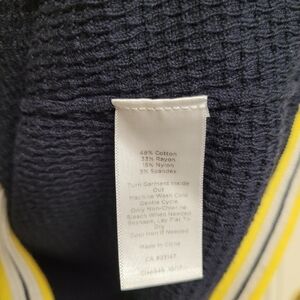 49% Cotton
33% Rayon
15% Nylon
3% Spandex
Turn Garment Inside
Out
Machine Wash Cold
Gentle Cycle
Only Non-Chlorine
Bleach When Needed
Reshape, Lay Flat To
Dry
Cool Iron if Needed
Made In China